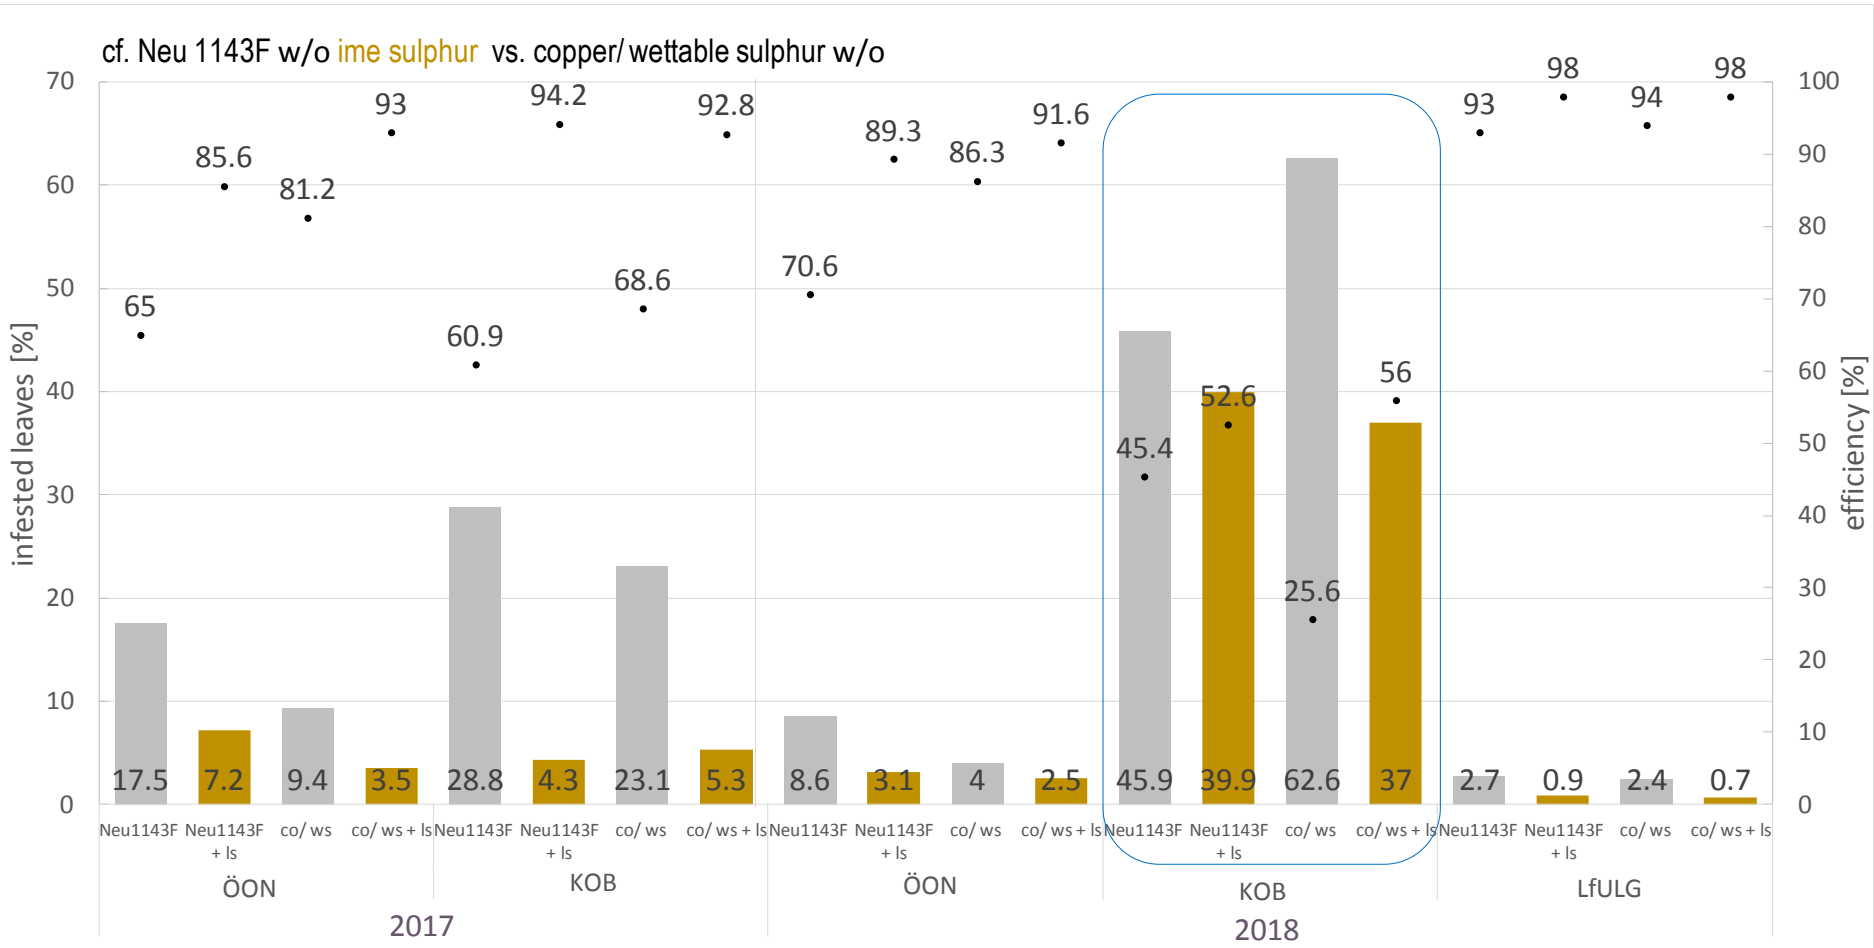 cf. Neu 1143F w/o ime sulphur vs. copper/ wettable sulphur w/o
70
60
50
40
30
20
10
0
infested leaves [%]
100
90
80
70
60
50
40
30
20
10
0
efficiency [%]
65
85.6
81.2
93
60.9
94.2
68.6
92.8
70.6
89.3
86.3
91.6
45.4
52.6
25.6
56
93
98
94
98
17.5
7.2
9.4
3.5
28.8
4.3
23.1
5.3
8.6
3.1
4
2.5
45.9
39.9
62.6
37
2.7
0.9
2.4
0.7
Neu1143F
Neu1143F
+ ls
co/ ws
co/ ws + ls
Neu1143F
Neu1143F
+ ls
co/ ws
co/ ws + ls
Neu1143F
Neu1143F
+ ls
co/ ws
co/ ws + ls
Neu1143F
Neu1143F
+ ls
co/ ws
co/ ws + ls
Neu1143F
Neu1143F
+ ls
co/ ws
co/ ws + ls
ÖON
KOB
ÖON
KOB
LfULG
2017
2018